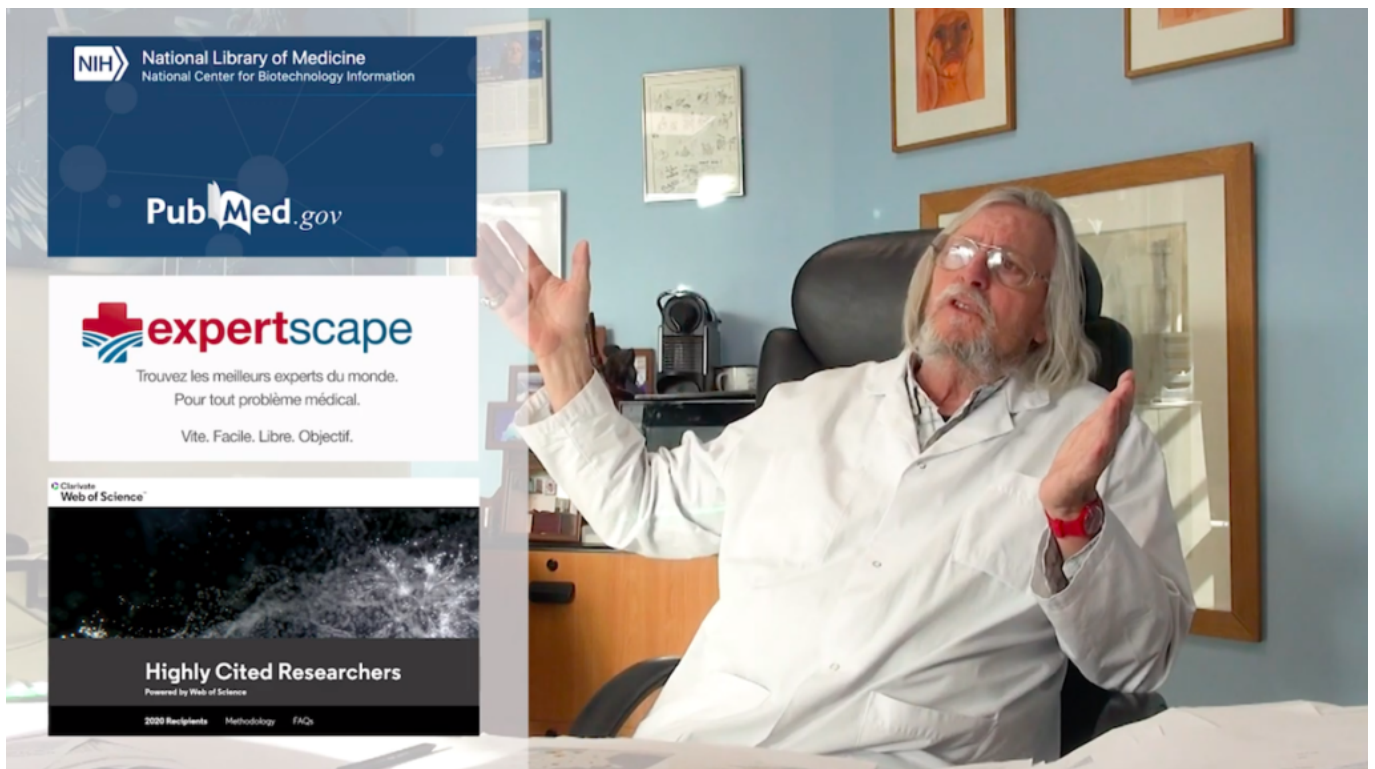 NIH
National Library of Medicine
National Center for Biotechnology Information
PubMed.gov
expertscape
Trouvez les meilleurs experts du monde.
Pour tout problème médical.
Vite. Facile. Libre. Objectif.
Clarivate
Web of Science™
Highly Cited Researchers
Powered by Web of Science
2020 Recipients Methodology FAQs